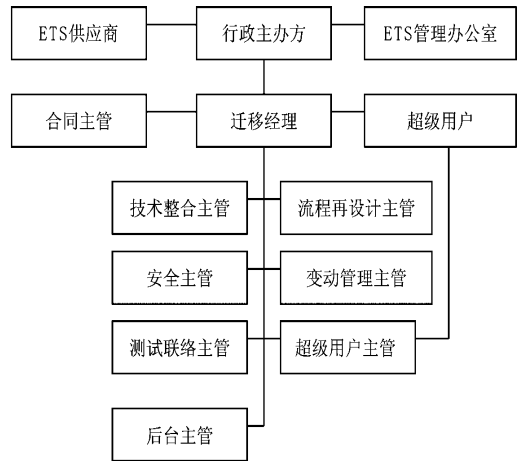 ETS供应商
行政主办方
ETS管理办公室
合同主管
迁移经理
超级用户
技术整合主管
流程再设计主管
安全主管
变动管理主管
测试联络主管
超级用户主管
后台主管